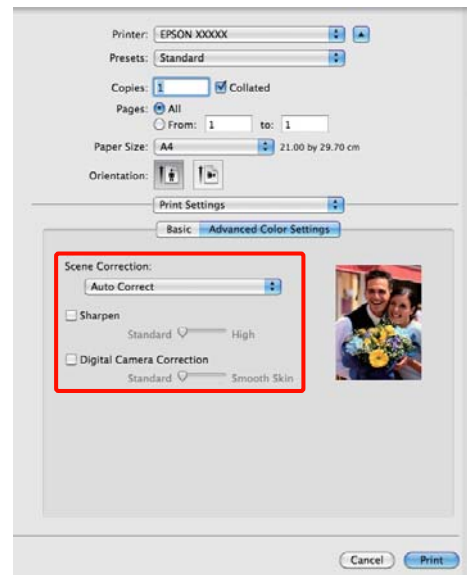 Printer: EPSON XXXXX
Presets: Standard
Copies: 1 Collated
Pages: All
From: 1 to: 1
Paper Size: A4 21.00 by 29.70 cm
Orientation:
Print Settings
Basic Advanced Color Settings
Scene Correction:
Auto Correct
Sharpen
Standard High
Digital Camera Correction
Standard Smooth Skin
Cancel Print